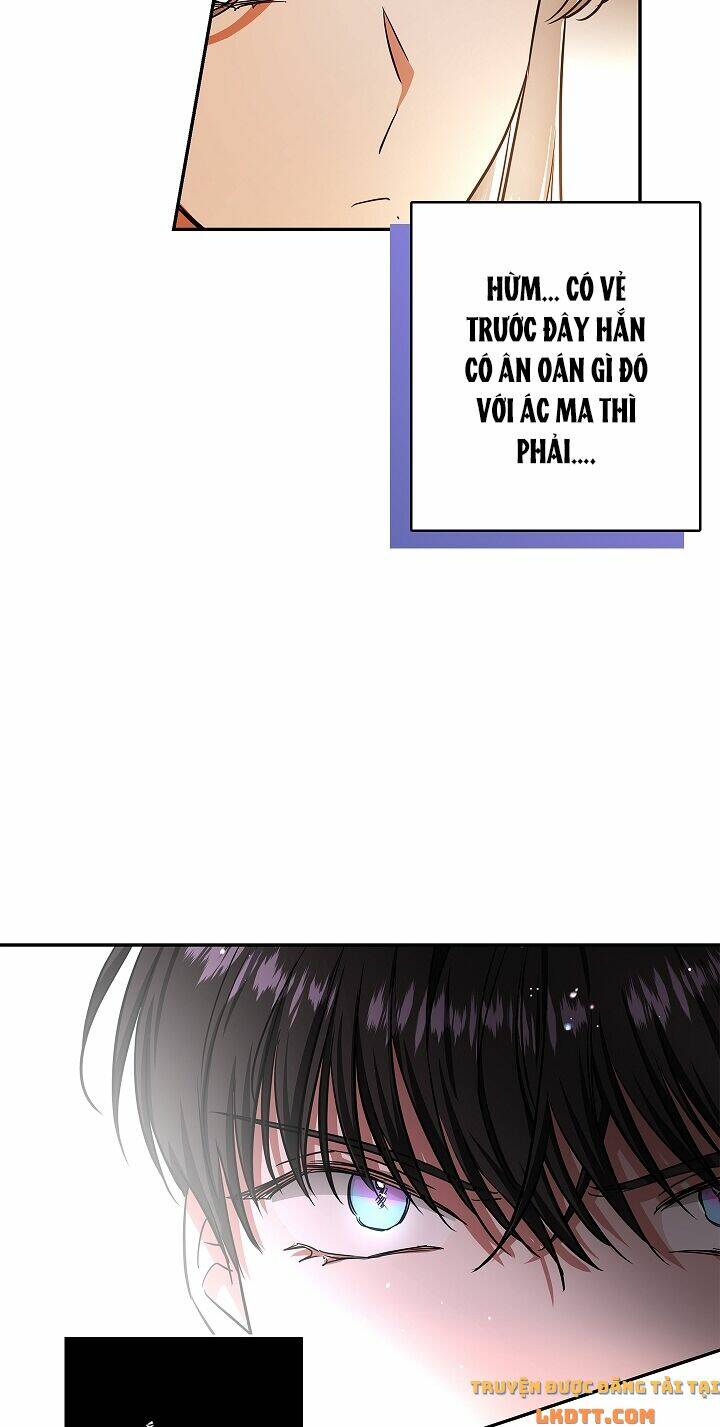 HỪM... CÓ VẺ
TRƯỚC ĐÂY HẮN
CÓ ÂN OÁN GÌ ĐÓ
VỚI ÁC MA THÌ
PHẢI....
TRUYỆN ĐƯỢC ĐĂNG TẢI TẠI
LKDTT.COM